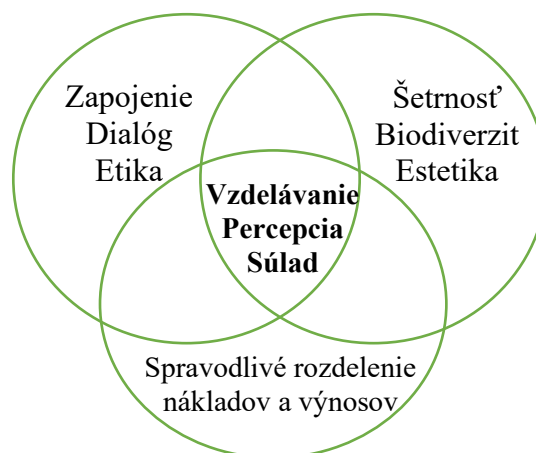 Zapojenie
Dialóg
Etika
Šetrnosť
Biodiverzit
Estetika
Vzdelávanie
Percepcia
Súlad
Spravodlivé rozdelenie
nákladov a výnosov